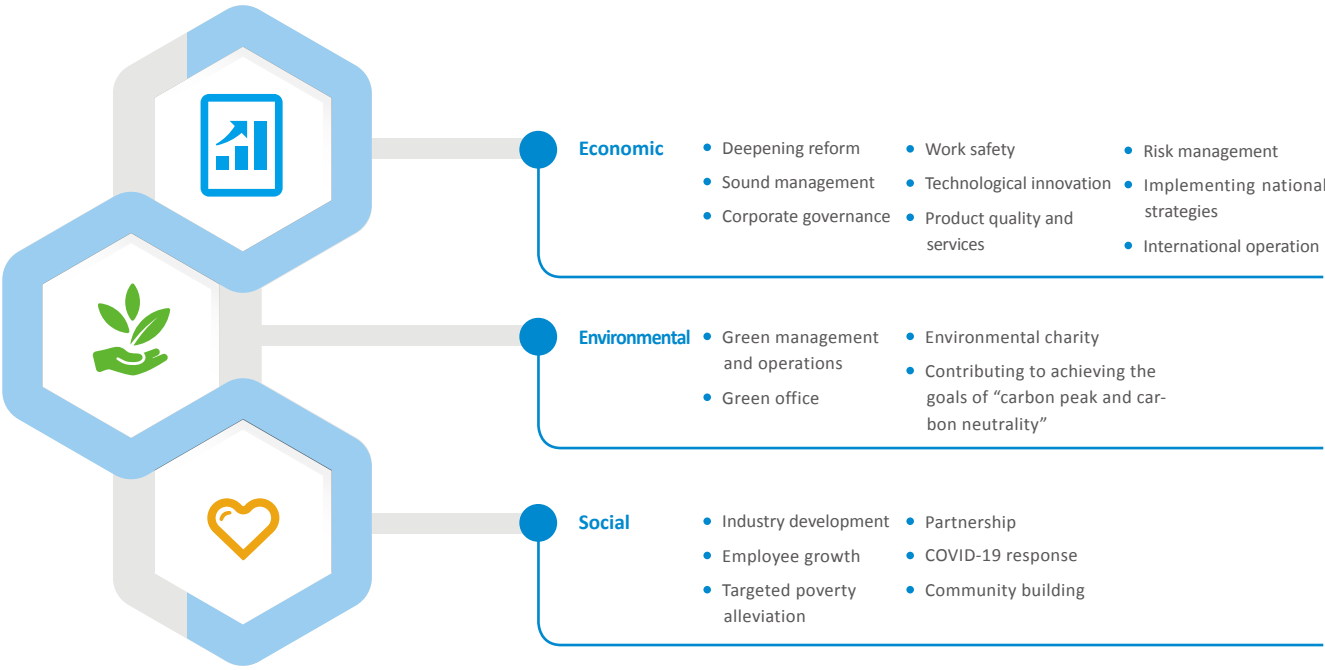 Economic
Deepening reform
Sound management
Corporate governance
Work safety
Technological innovation
Product quality and
services
Risk management
Implementing national
strategies
International operation
Environmental
Green management
and operations
Green office
Environmental charity
Contributing to achieving the
goals of “carbon peak and car-
bon neutrality”
Social
Industry development
Employee growth
Targeted poverty
alleviation
Partnership
COVID-19 response
Community building